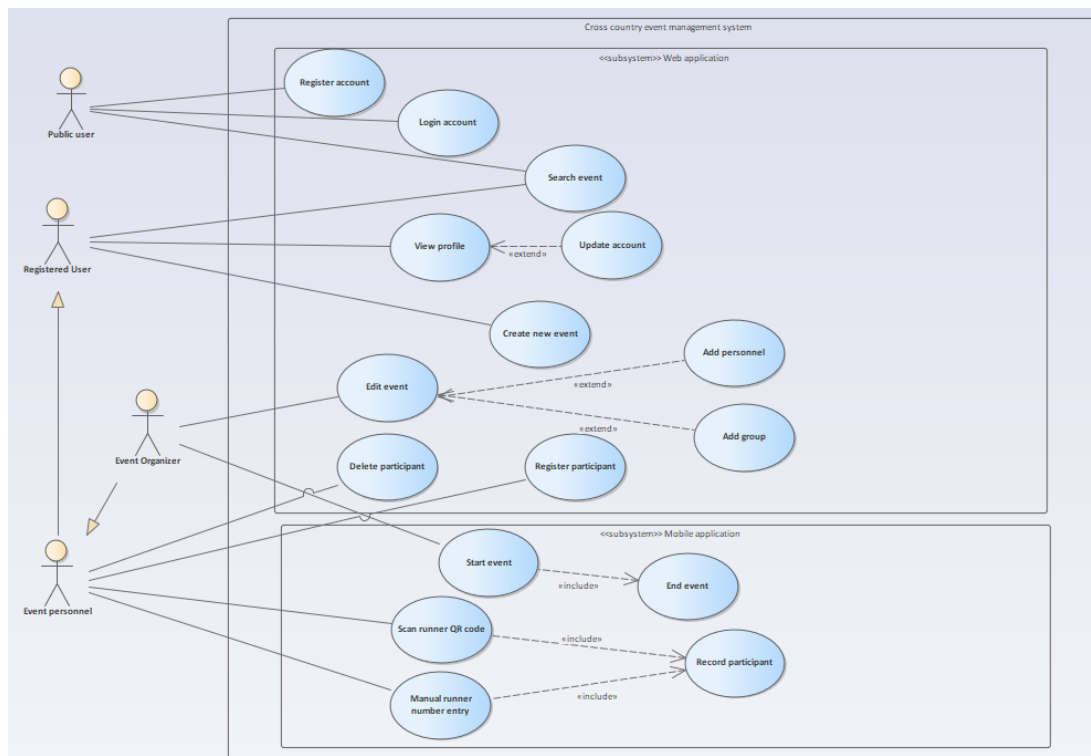 Cross country event management system
<<subsystem>> Web application
Register account
Public user
Login account
Search event
Registered User
View profile
«extend»
Update account
Create new event
Add personnel
Edit event
«extend»
«extend»
Add group
Event Organizer
Delete participant
Register participant
<<subsystem>> Mobile application
Start event
«include»
End event
Event personnel
Scan runner QR code
«include»
Record participant
Manual runner
number entry
«include»